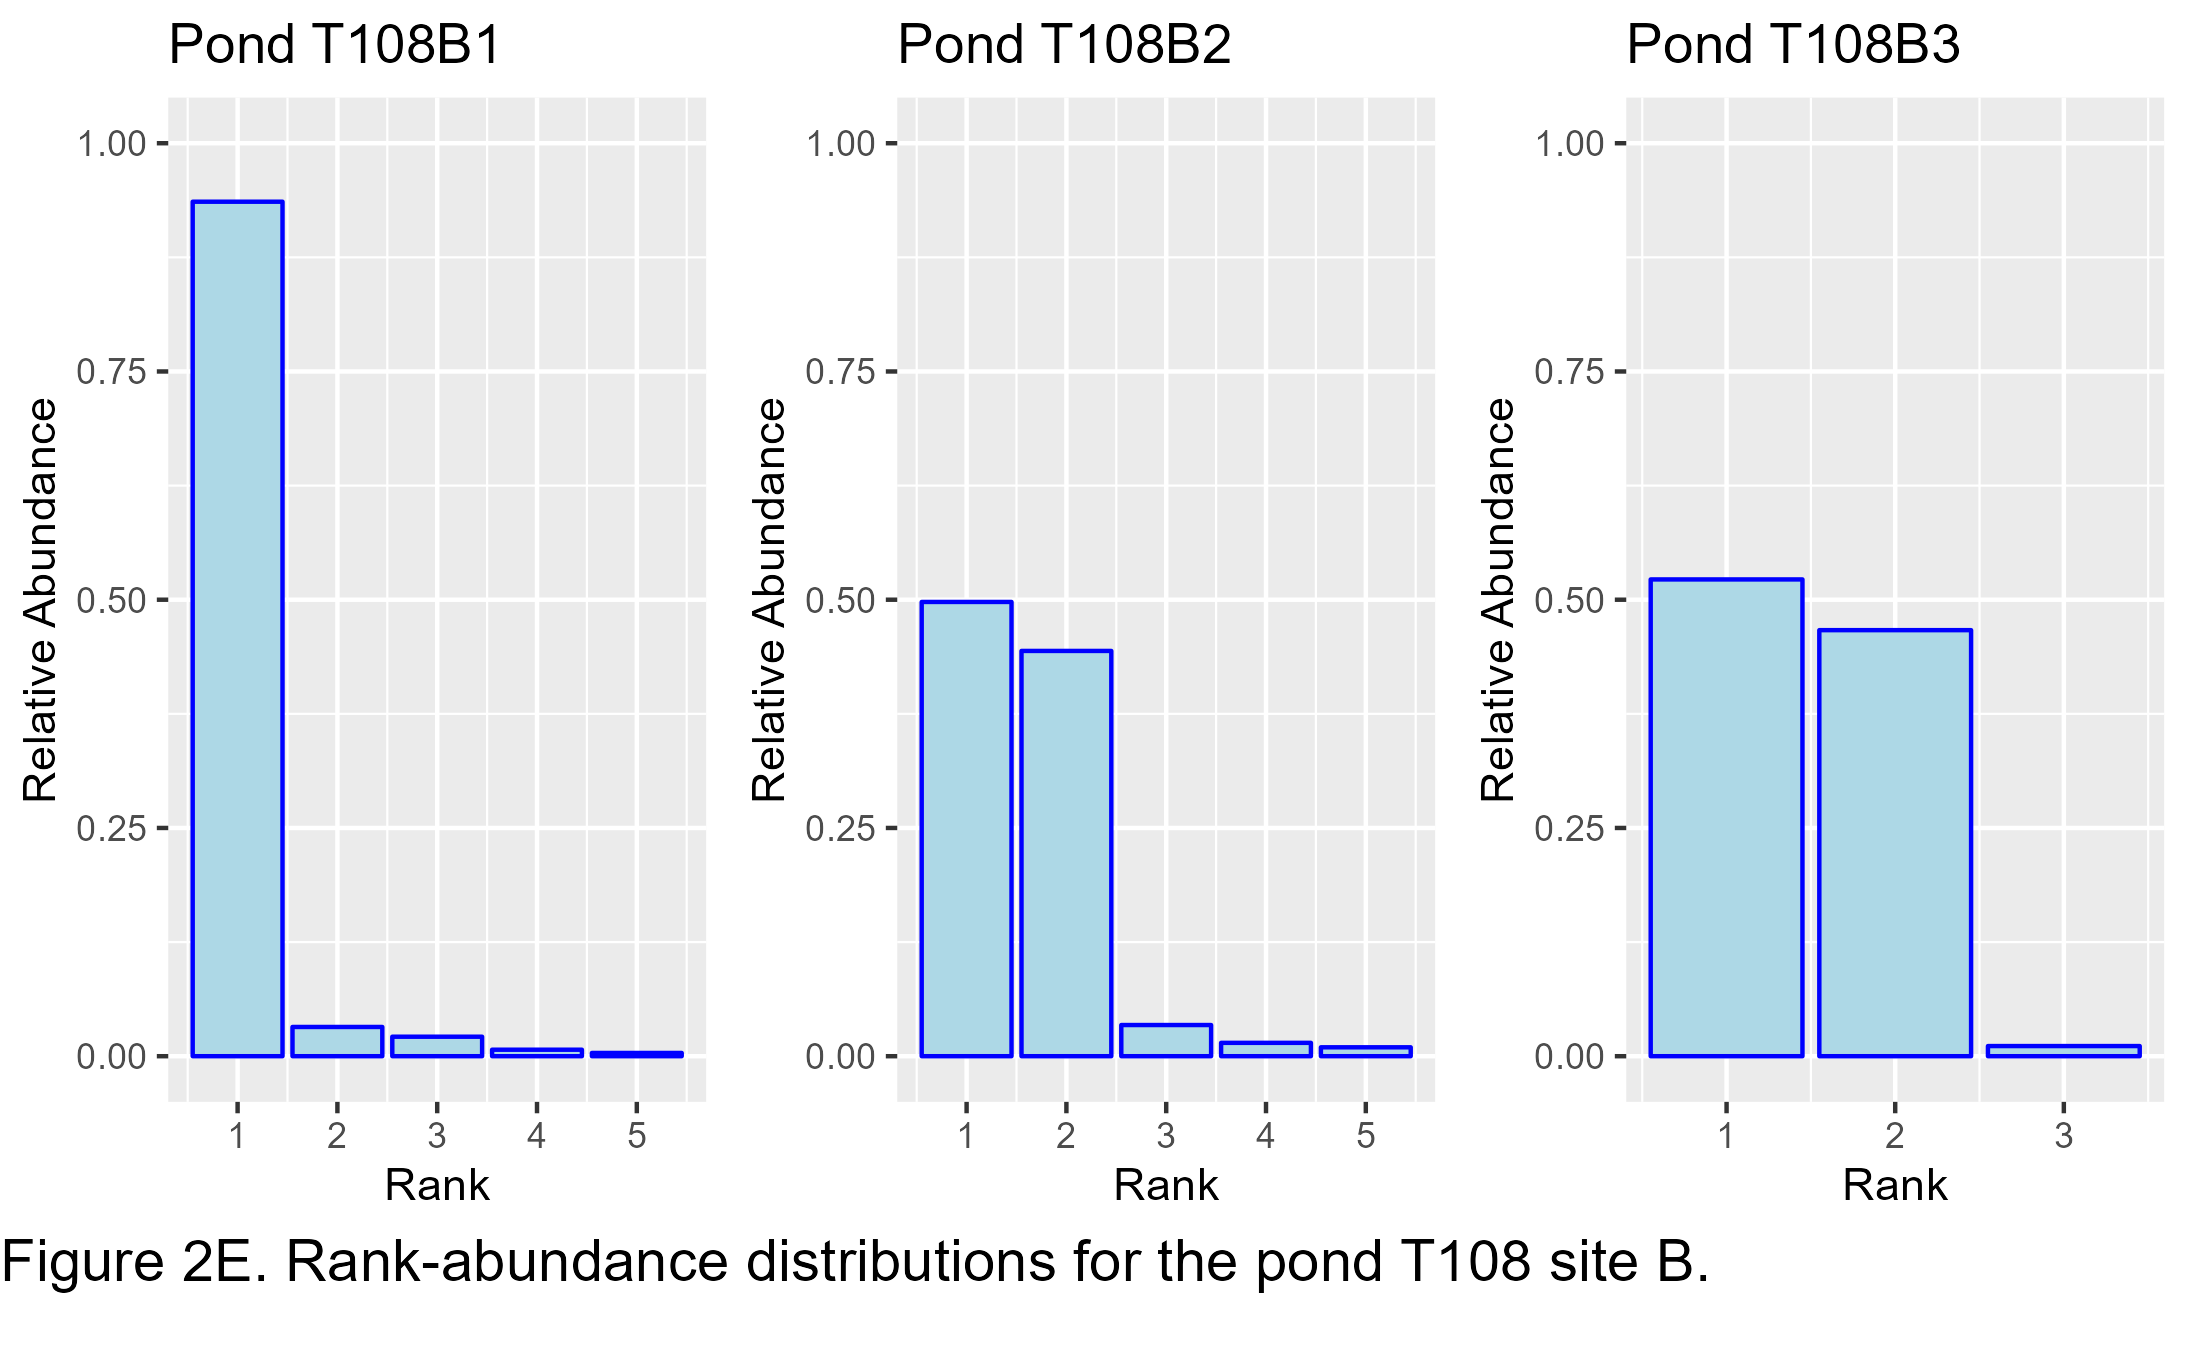 Pond T108B1
1.00
0.75
0.50
0.25
0.00
Relative Abundance
1 2 3 4 5
Rank
Pond T108B2
1.00
0.75
0.50
0.25
0.00
Relative Abundance
1 2 3 4 5
Rank
Pond T108B3
1.00
0.75
0.50
0.25
0.00
Relative Abundance
1 2 3
Rank
Figure 2E. Rank-abundance distributions for the pond T108 site B.